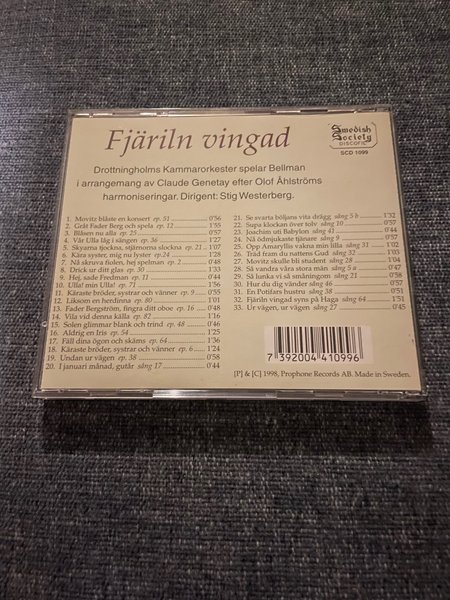 Fjäriln vingad
Swedish
Society
DISCOFIL
SCD 1099
Drottningholms Kammarorkester spelar Bellman
i arrangemang av Claude Genetay efter Olof Åhlströms
harmoniseringar. Dirigent: Stig Westerberg.
1. Movitz blåste en konsert ep. 51 0'56
2. Gråt Fader Berg och spela ep. 12 1'55
3. Blåsen nu alla ep. 25 0'57
4. Vår Ulla låg i sängen ep. 36 1'27
5. Skyarna tjockna, stjärnorna slockna ep. 21 1'07
6. Kära syster, mig nu lyster ep. 24 1'28
7. Nå skruva fiolen, hej spelman ep. 2 0'48
8. Drick ur ditt glas ep. 30 1'33
9. Hej, sade Fredman ep. 11 0'44
10. Ulla! min Ulla! ep. 71 1'56
11. Käraste bröder, systrar och vänner ep. 9 0'55
12. Liksom en herdinna ep. 80 1'01
13. Fader Bergström, fingra ditt oboe ep. 16 0'48
14. Vila vid denna källa ep. 82 1'16
15. Solen glimmar blank och trind ep. 48 0'46
16. Aldrig en Iris ep. 54 1'45
17. Fäll dina ögon och skäms ep. 64 1'36
18. Käraste bröder, systrar och vänner ep. 6 1'24
19. Undan ur vägen ep. 38 0'58
20. I januari månad, gutår sång 17 0'44
21. Se svarta böljans vita drägg sång 5 b 1'32
22. Supa klockan över tolv sång 10 0'51
23. Joachim uti Babylon sång 41 0'44
24. Nå ödmjukaste tjänare sång 9 0'37
25. Opp Amaryllis vakna min lilla sång 31 1'02
26. Träd fram du nattens Gud sång 32 1'03
27. Movitz skulle bli student sång 28 1'04
28. Så vandra våra stora män sång 5 a 0'51
29. Så lunka vi så småningom sång 21 0'58
30. Hur du dig vänder sång 46 0'57
31. En Potifars hustru sång 38 0'51
32. Fjäriln vingad syns på Haga sång 64 1'51
33. Ur vägen, ur vägen sång 27 0'45
7 392004 410996
[P] & [C] 1998, Prophone Records AB. Made in Sweden.